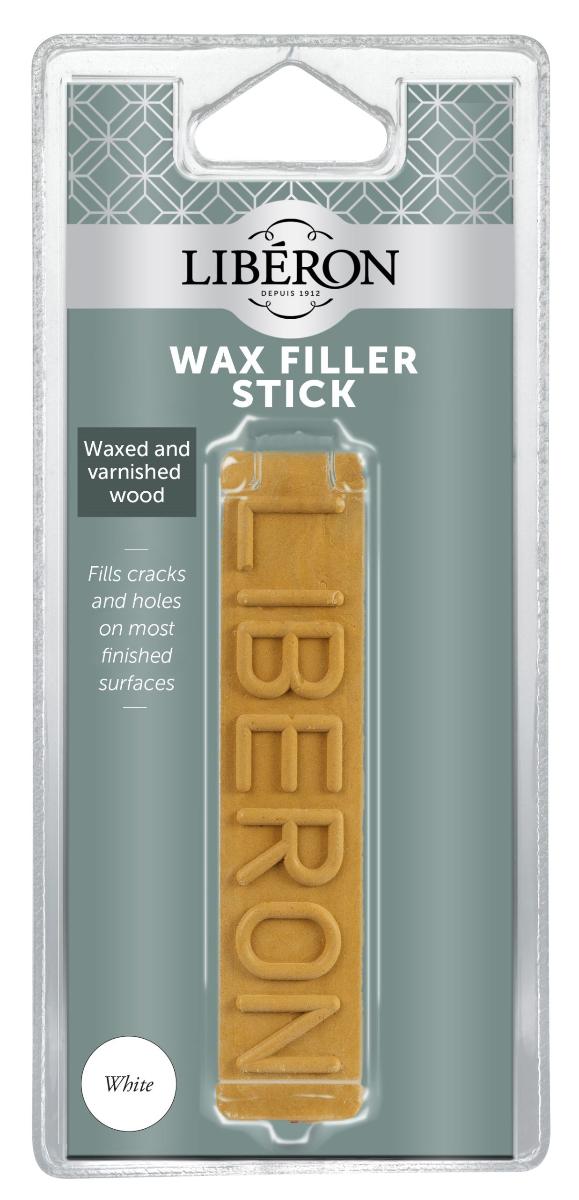 LIBÉRON
DEPUIS 1912
WAX FILLER
STICK
Waxed and
varnished
wood
Fills cracks
and holes
on most
finished
surfaces
LIBERON
White